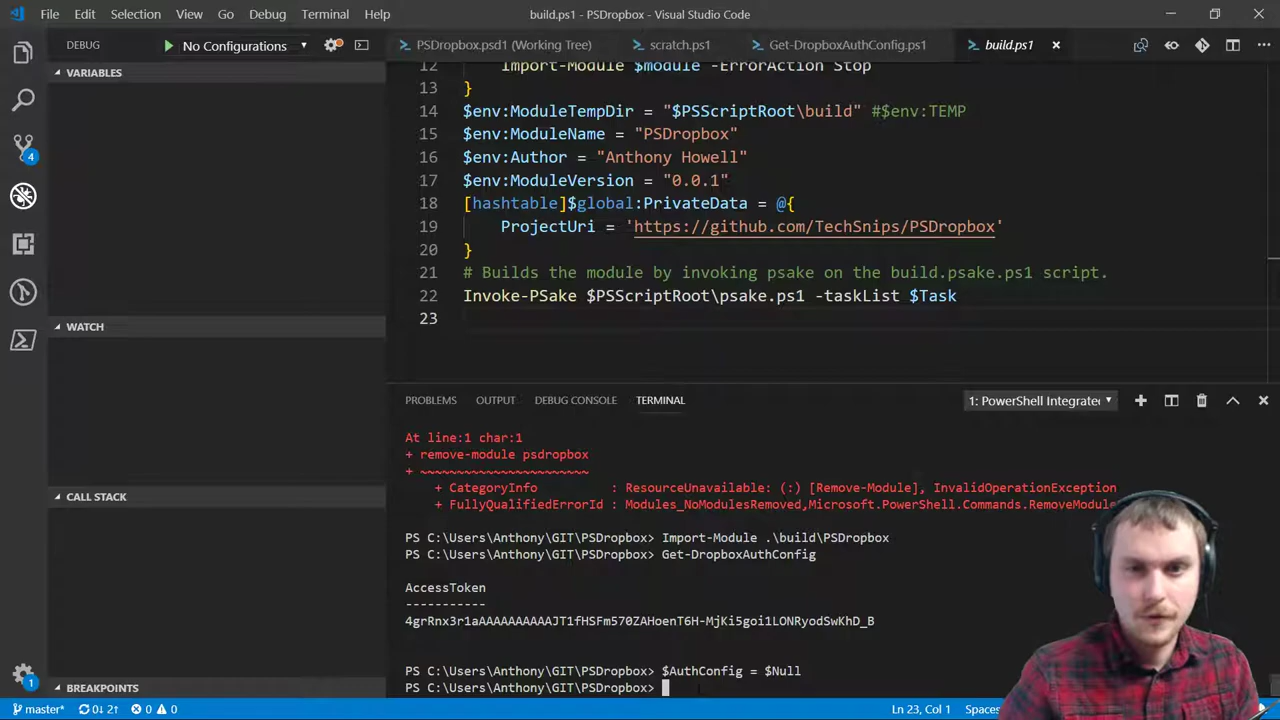 File Edit Selection View Go Debug Terminal Help
build.ps1 - PSDropbox - Visual Studio Code
DEBUG
No Configurations
PSDropbox.psd1 (Working Tree)
scratch.ps1
Get-DropboxAuthConfig.ps1
build.ps1
VARIABLES
12 Import-Module $module -ErrorAction Stop
13 }
14 $env:ModuleTempDir = "$PSScriptRoot\build" #$env:TEMP
15 $env:ModuleName = "PSDropbox"
16 $env:Author = "Anthony Howell"
17 $env:ModuleVersion = "0.0.1"
18 [hashtable]$global:PrivateData = @{
19 ProjectUri = 'https://github.com/TechSnips/PSDropbox'
20 }
21 # Builds the module by invoking psake on the build.psake.ps1 script.
22 Invoke-PSake $PSScriptRoot\psake.ps1 -taskList $Task
23
4
WATCH
CALL STACK
BREAKPOINTS
PROBLEMS OUTPUT DEBUG CONSOLE TERMINAL
1: PowerShell Integrate
At line:1 char:1
+ remove-module psdropbox
+ ~~~~~~~~~~~~~~~~~~~~~~~
+ CategoryInfo : ResourceUnavailable: (:) [Remove-Module], InvalidOperationException
+ FullyQualifiedErrorId : Modules_NoModulesRemoved,Microsoft.PowerShell.Commands.RemoveModule
PS C:\Users\Anthony\GIT\PSDropbox> Import-Module .\build\PSDropbox
PS C:\Users\Anthony\GIT\PSDropbox> Get-DropboxAuthConfig
AccessToken
-----------
4grRnx3r1aAAAAAAAAAAJT1fHSFm570ZAHoenT6H-MjKi5goi1LONRyodSwKhD_B
PS C:\Users\Anthony\GIT\PSDropbox> $AuthConfig = $Null
PS C:\Users\Anthony\GIT\PSDropbox>
1
master* 0↓ 2↑ 0 0
Ln 23, Col 1
Spaces